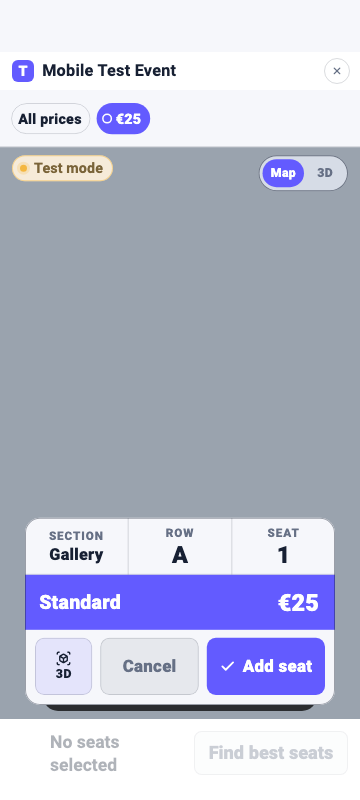 T Mobile Test Event
All prices €25
Test mode
Map 3D
SECTION ROW SEAT
Gallery A 1
Standard €25
3D Cancel Add seat
No seats
selected
Find best seats